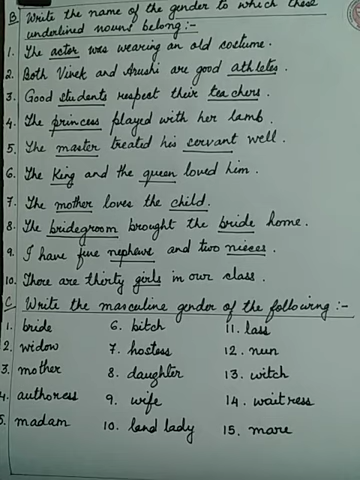 B. Write the name of the gender to which these
underlined nouns belong:-
1. The actor was wearing an old costume.
2. Both Vivek and Arushi are good athletes.
3. Good students respect their teachers.
4. The princess played with her lamb.
5. The master treated his servant well.
6. The king and the queen loved him.
7. The mother loves the child.
8. The bridegroom brought the bride home.
9. I have five nephews and two nieces.
10. There are thirty girls in our class.
C. Write the masculine gender of the following:-
1. bride 6. bitch 11. lass
2. widow 7. hostess 12. nun
3. mother 8. daughter 13. witch
4. authoress 9. wife 14. waitress
5. madam 10. land lady 15. mare